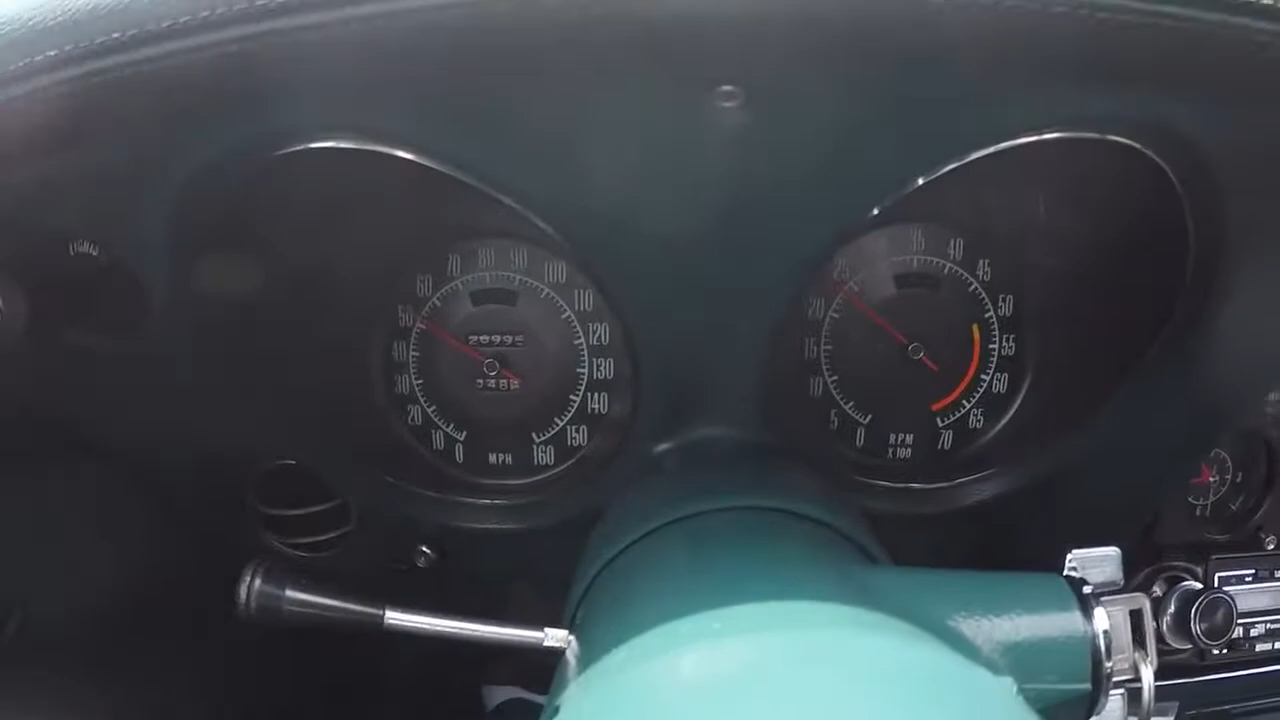 LIGHTS
0 10 20 30 40 50 60 70 80 90 100 110 120 130 140 150 160
MPH
0 5 10 15 20 25 35 40 45 50 55 60 65 70
RPM
X 100